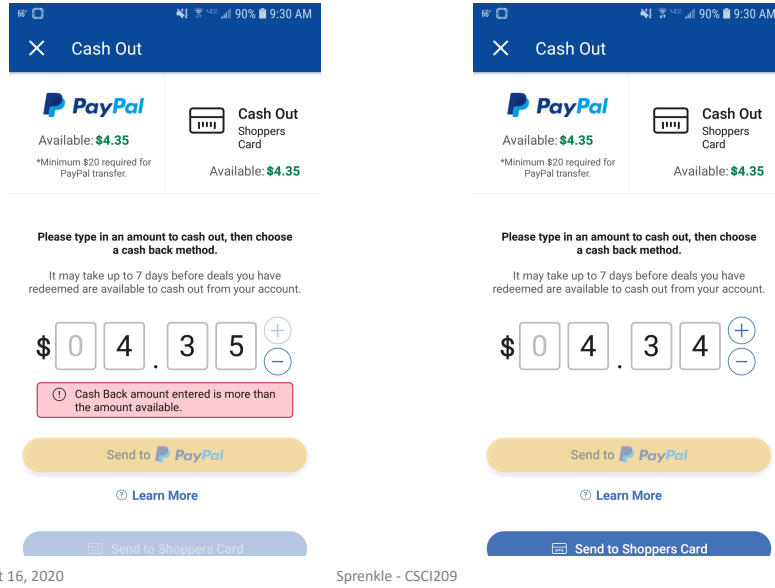 66°
90% 9:30 AM
Cash Out
PayPal
Available: $4.35
*Minimum $20 required for
PayPal transfer.
Cash Out
Shoppers
Card
Available: $4.35
Please type in an amount to cash out, then choose
a cash back method.
It may take up to 7 days before deals you have
redeemed are available to cash out from your account.
$ 0 4 . 3 5
Cash Back amount entered is more than
the amount available.
Send to PayPal
Learn More
Send to Shoppers Card
66°
90% 9:30 AM
Cash Out
PayPal
Available: $4.35
*Minimum $20 required for
PayPal transfer.
Cash Out
Shoppers
Card
Available: $4.35
Please type in an amount to cash out, then choose
a cash back method.
It may take up to 7 days before deals you have
redeemed are available to cash out from your account.
$ 0 4 . 3 4
Send to PayPal
Learn More
Send to Shoppers Card
16, 2020
Sprenkle - CSCI209